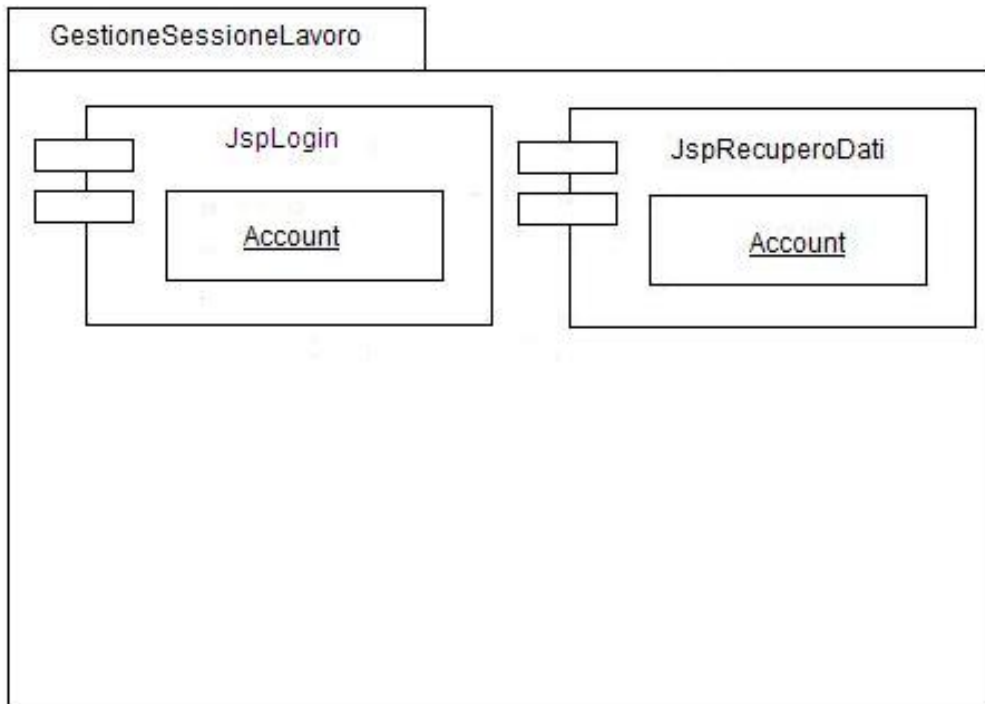 GestioneSessioneLavoro
JspLogin
JspRecuperoDati
Account
Account